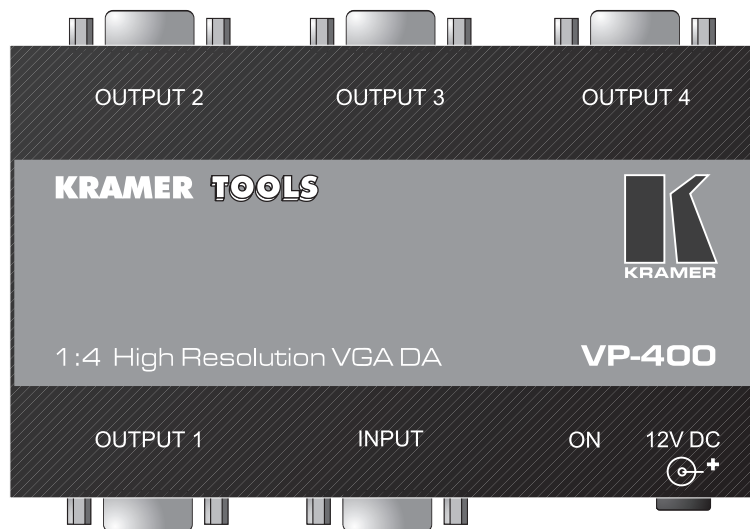 OUTPUT 2 OUTPUT 3 OUTPUT 4
KRAMER TOOLS
KRAMER
1:4 High Resolution VGA DA VP-400
OUTPUT 1 INPUT ON 12V DC
+